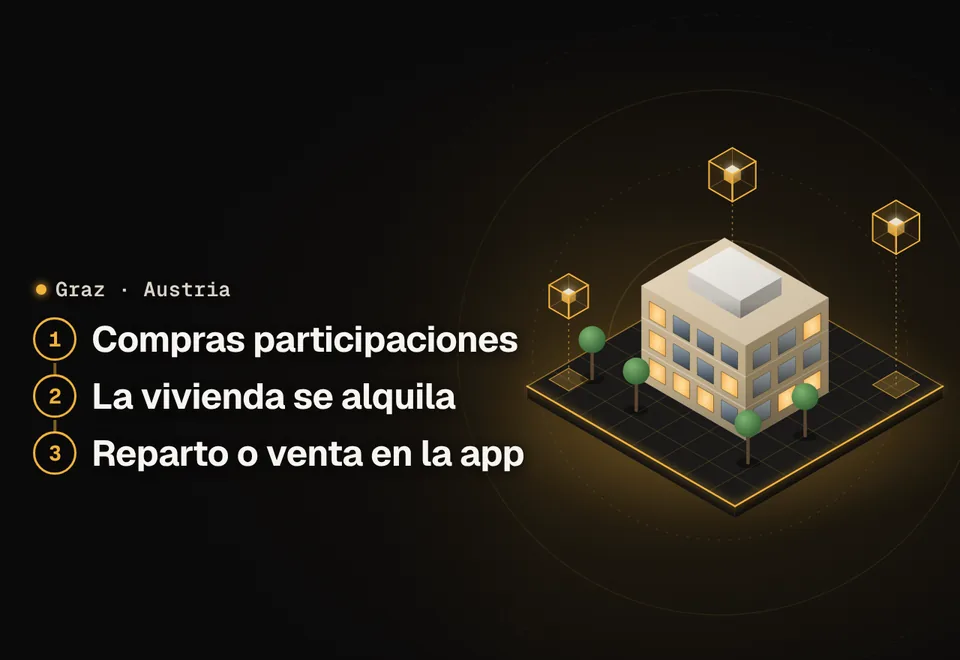 Graz · Austria
1 Compras participaciones
2 La vivienda se alquila
3 Reparto o venta en la app